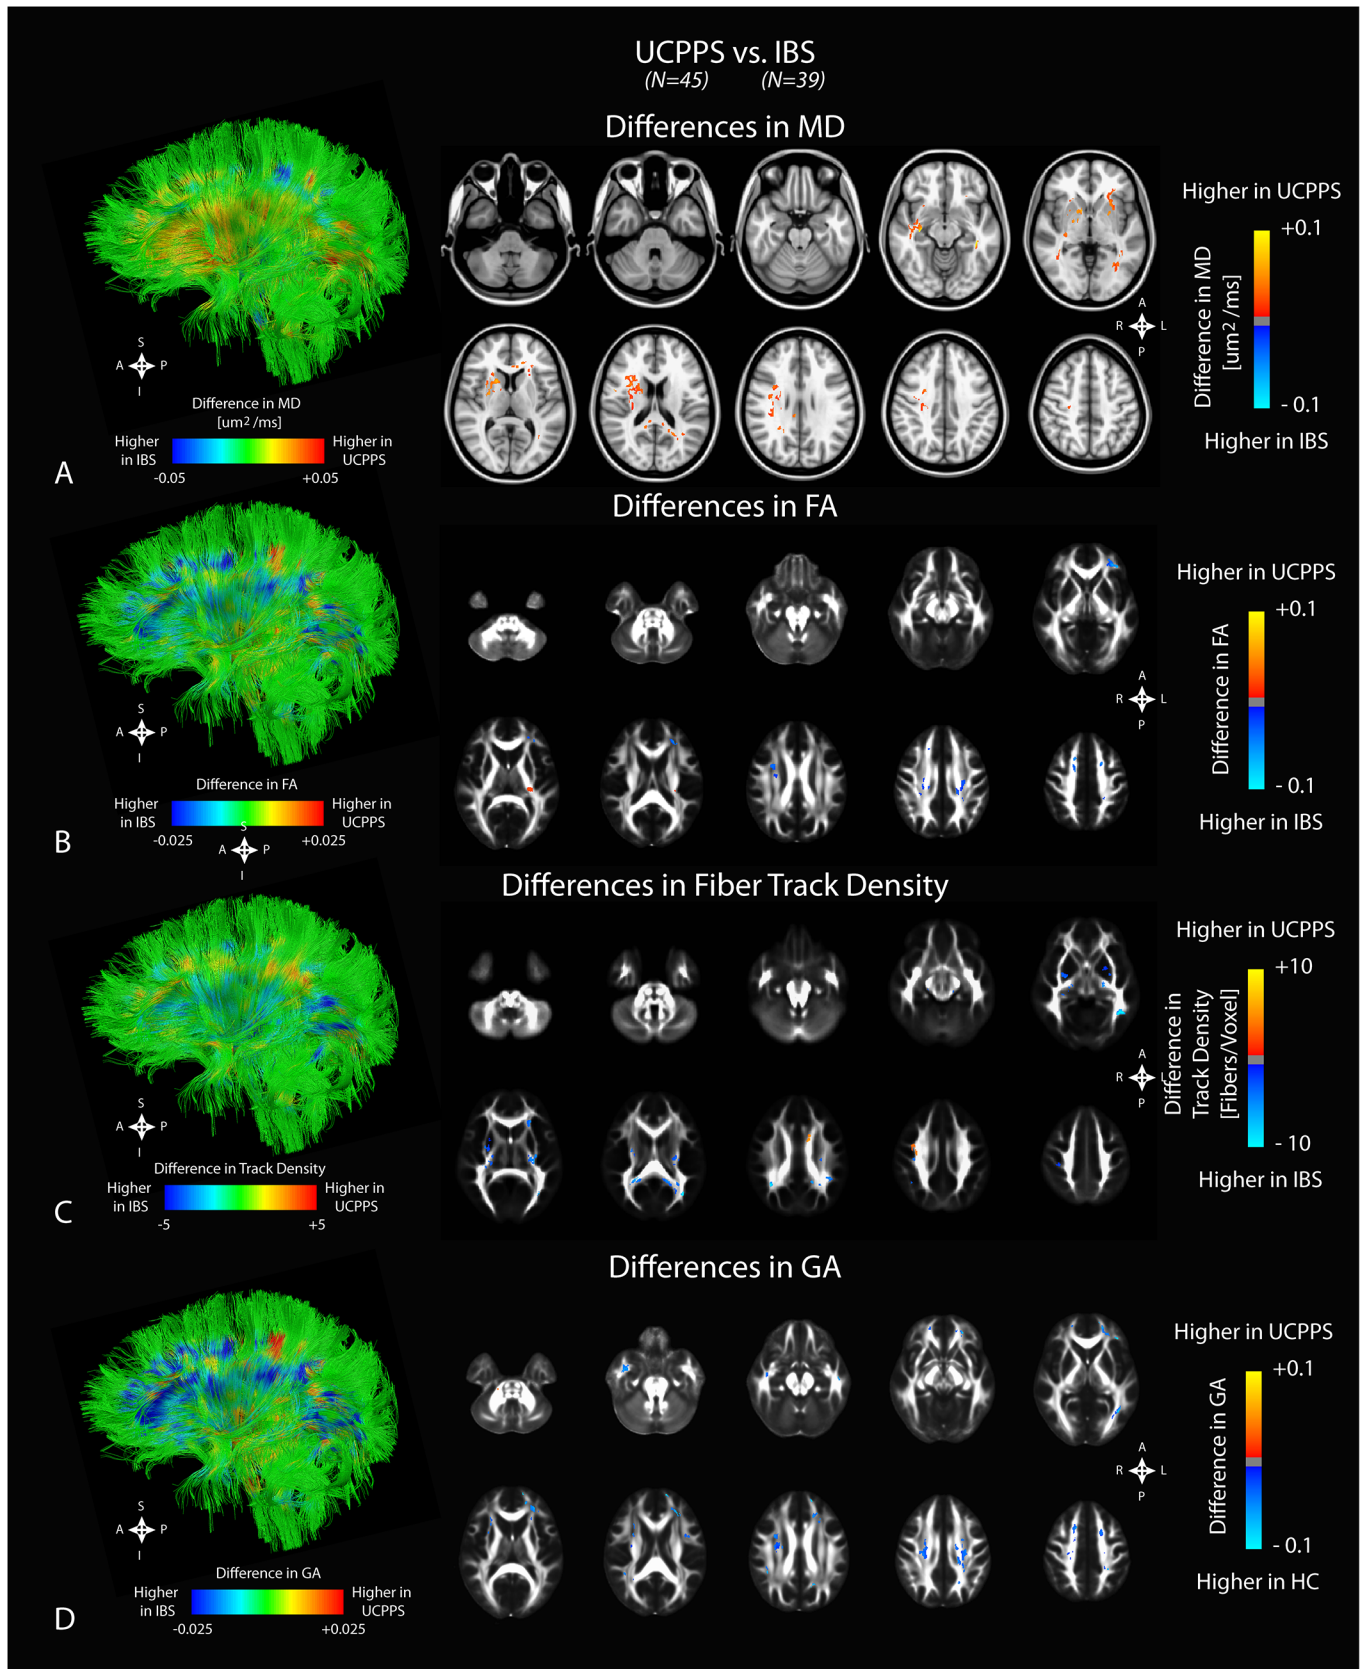 UCPPS vs. IBS
(N=45) (N=39)
Differences in MD
Higher in UCPPS
+0.1
Difference in MD
[um2 /ms]
- 0.1
Higher in IBS
A
R L
P
S
A P
I
Difference in MD
[um2 /ms]
Higher
in IBS
Higher in
UCPPS
-0.05 +0.05
A
Differences in FA
Higher in UCPPS
+0.1
Difference in FA
- 0.1
Higher in IBS
A
R L
P
S
A P
I
Difference in FA
Higher
in IBS
Higher in
UCPPS
-0.025 +0.025
B
S
A P
I
Differences in Fiber Track Density
Higher in UCPPS
+10
Difference in
Track Density
[Fibers/Voxel]
- 10
Higher in IBS
A
R L
P
S
A P
I
Difference in Track Density
Higher
in IBS
Higher in
UCPPS
-5 +5
C
Differences in GA
Higher in UCPPS
+0.1
Difference in GA
- 0.1
Higher in HC
A
R L
P
S
A P
I
Difference in GA
Higher
in IBS
Higher in
UCPPS
-0.025 +0.025
D